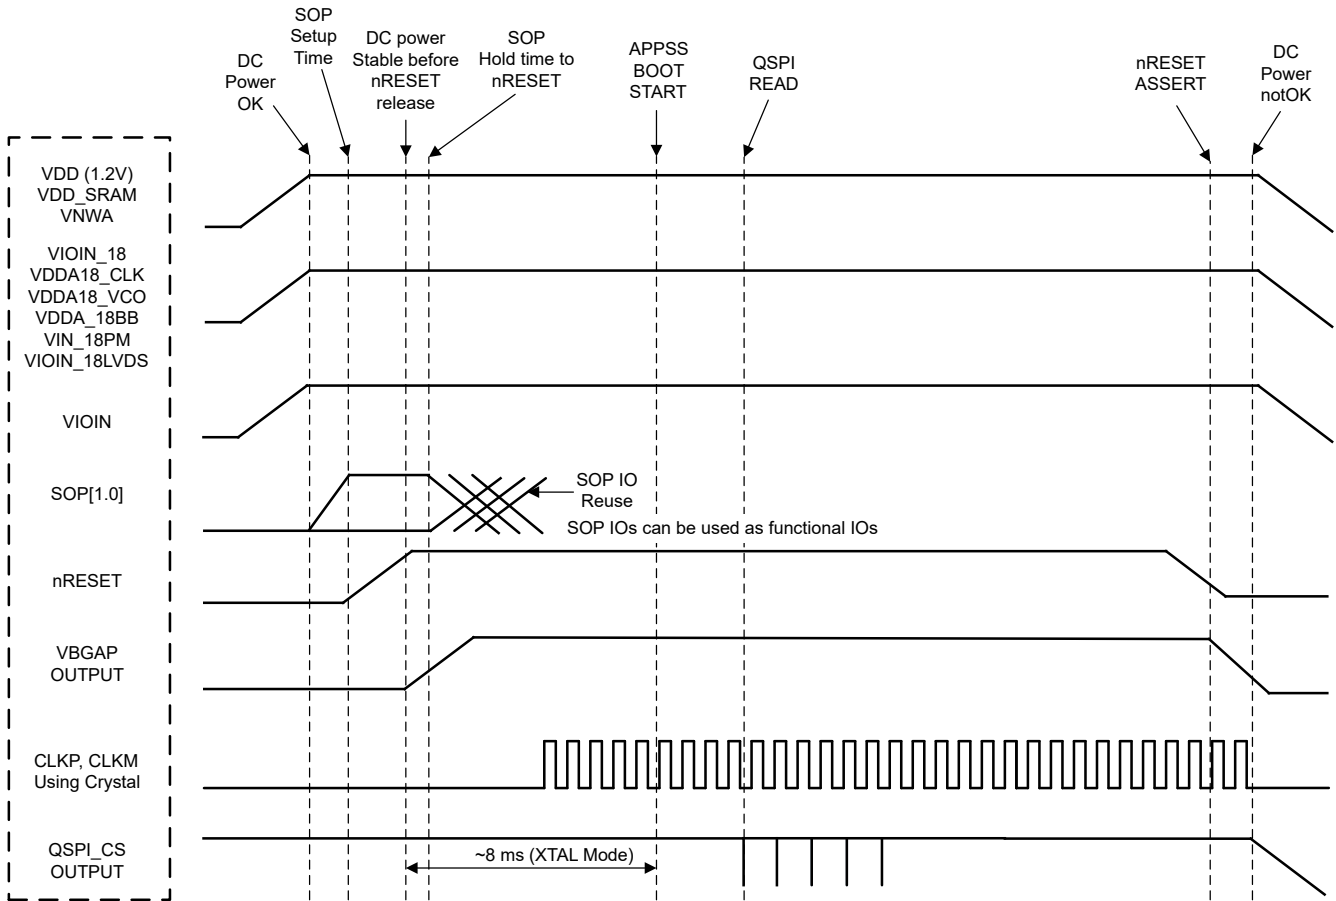 SOP
Setup
Time
DC
Power
OK
DC power
Stable before
nRESET
release
SOP
Hold time to
nRESET
APPSS
BOOT
START
QSPI
READ
nRESET
ASSERT
DC
Power
notOK
VDD (1.2V)
VDD_SRAM
VNWA
VIOIN_18
VDDA18_CLK
VDDA18_VCO
VDDA_18BB
VIN_18PM
VIOIN_18LVDS
VIOIN
SOP[1.0]
SOP IO
Reuse
SOP IOs can be used as functional IOs
nRESET
VBGAP
OUTPUT
CLKP, CLKM
Using Crystal
QSPI_CS
OUTPUT
~8 ms (XTAL Mode)